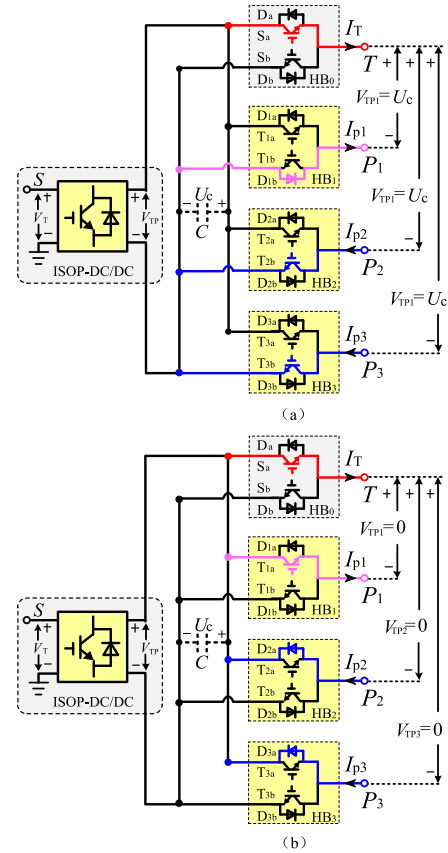 Da
Sa
Sb
Db
HB0
IT
T
D1a
T1a
T1b
D1b
HB1
Ip1
P1
+ + +
VTP1=Uc
−
S
+
VT
−
+
VTP
−
ISOP-DC/DC
− Uc +
C
D2a
T2a
T2b
D2b
HB2
Ip2
P2
VTP1=Uc
−
D3a
T3a
T3b
D3b
HB3
Ip3
P3
VTP1=Uc
−
（a）
Da
Sa
Sb
Db
HB0
IT
T
D1a
T1a
T1b
D1b
HB1
Ip1
P1
+ + +
VTP1=0
−
S
+
VT
−
+
VTP
−
ISOP-DC/DC
− Uc +
C
D2a
T2a
T2b
D2b
HB2
Ip2
P2
VTP2=0
−
D3a
T3a
T3b
D3b
HB3
Ip3
P3
VTP3=0
−
（b）